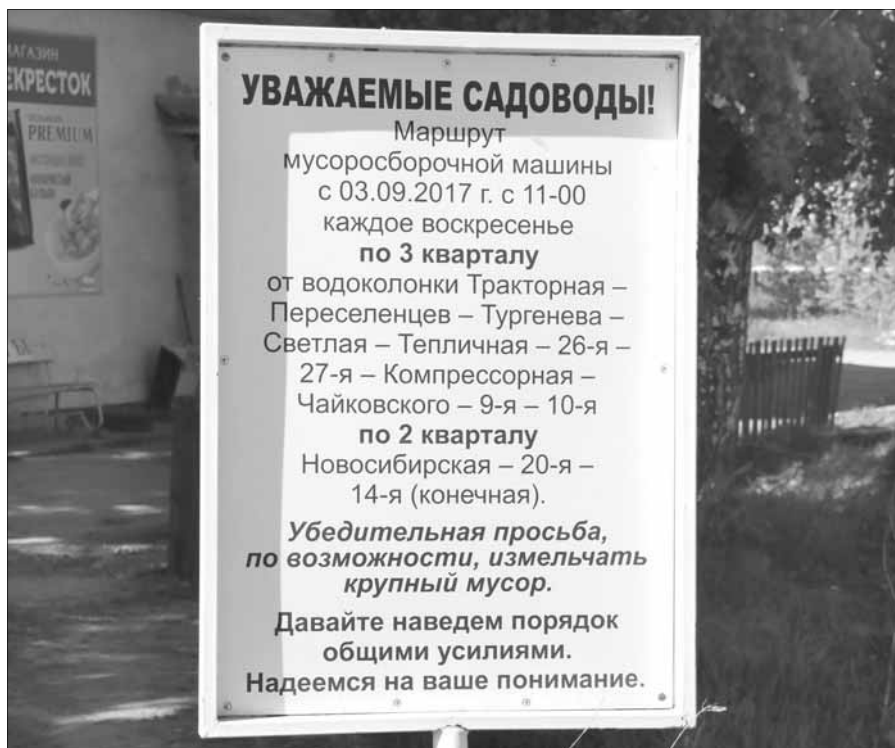 МАГАЗИН
ЕКРЕСТОК
PREMIUM
УВАЖАЕМЫЕ САДОВОДЫ!
Маршрут
мусоросборочной машины
с 03.09.2017 г. с 11-00
каждое воскресенье
по 3 кварталу
от водоколонки Тракторная –
Переселенцев – Тургенева –
Светлая – Тепличная – 26-я –
27-я – Компрессорная –
Чайковского – 9-я – 10-я
по 2 кварталу
Новосибирская – 20-я –
14-я (конечная).
Убедительная просьба,
по возможности, измельчать
крупный мусор.
Давайте наведем порядок
общими усилиями.
Надеемся на ваше понимание.